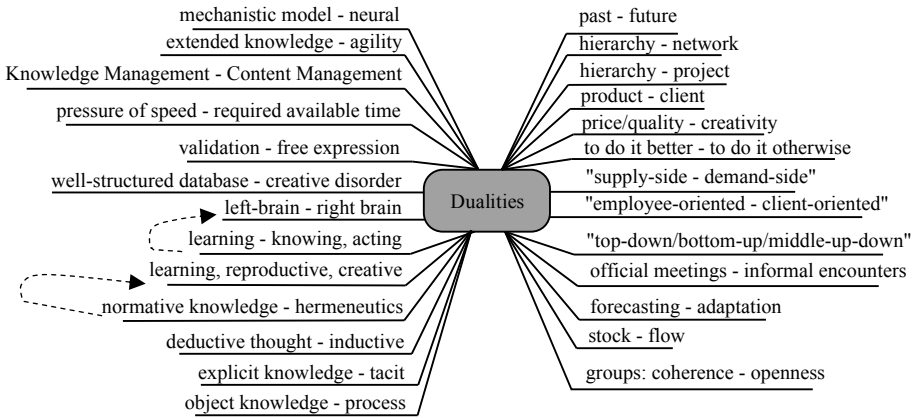 mechanistic model - neural
extended knowledge - agility
Knowledge Management - Content Management
pressure of speed - required available time
validation - free expression
well-structured database - creative disorder
left-brain - right brain
learning - knowing, acting
learning, reproductive, creative
normative knowledge - hermeneutics
deductive thought - inductive
explicit knowledge - tacit
object knowledge - process
Dualities
past - future
hierarchy - network
hierarchy - project
product - client
price/quality - creativity
to do it better - to do it otherwise
"supply-side - demand-side"
"employee-oriented - client-oriented"
"top-down/bottom-up/middle-up-down"
official meetings - informal encounters
forecasting - adaptation
stock - flow
groups: coherence - openness